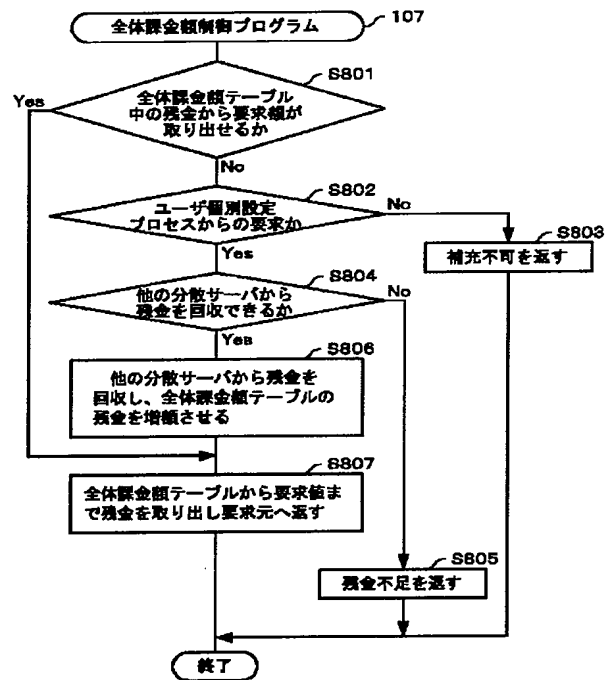 全体課金額制御プログラム
107
S801
Yes
全体課金額テーブル
中の残金から要求額が
取り出せるか
No
S802
ユーザ個別設定
プロセスからの要求か
No
Yes
S803
補充不可を返す
S804
他の分散サーバから
残金を回収できるか
No
Yes
S806
他の分散サーバから残金を
回収し、全体課金額テーブルの
残金を増額させる
S807
全体課金額テーブルから要求値ま
で残金を取り出し要求元へ返す
S805
残金不足を返す
終了